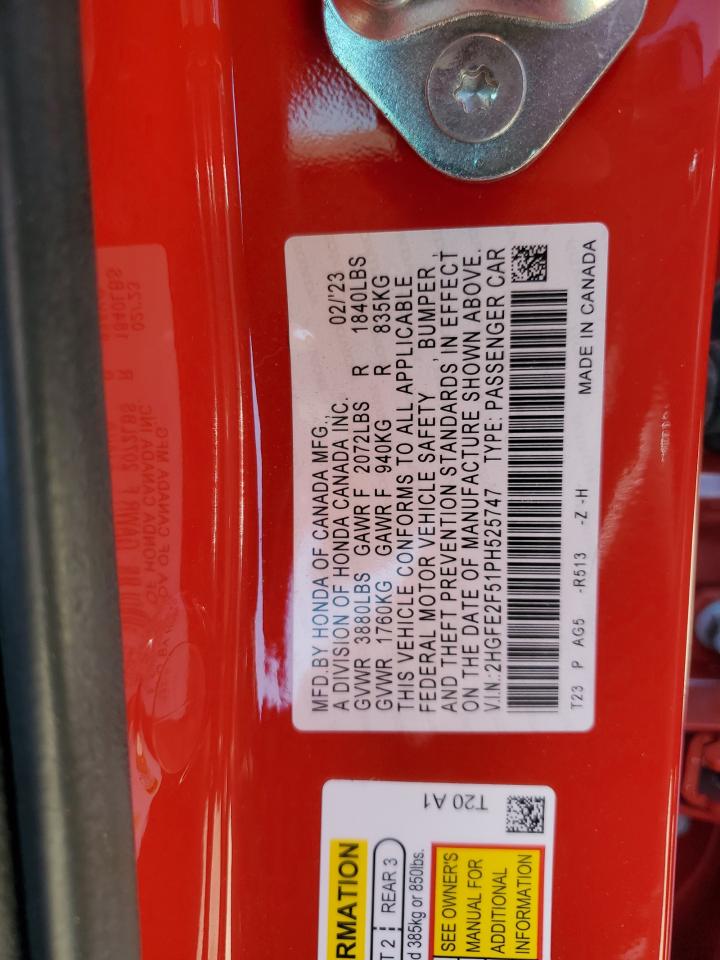 MFD.BY HONDA OF CANADA MFG., 02/'23
A DIVISION OF HONDA CANADA INC.
GVWR 3880LBS GAWR F 2072LBS R 1840LBS
GVWR 1760KG GAWR F 940KG R 835KG
THIS VEHICLE CONFORMS TO ALL APPLICABLE
FEDERAL MOTOR VEHICLE SAFETY , BUMPER ,
AND THEFT PREVENTION STANDARDS IN EFFECT
ON THE DATE OF MANUFACTURE SHOWN ABOVE.
V.I.N.:2HGFE2F51PH525747 TYPE: PASSENGER CAR
T23 P AG5 -R513 -Z -H MADE IN CANADA
T20 A1
RMATION
T 2 REAR 3
d 385kg or 850lbs.
SEE OWNER'S
MANUAL FOR
ADDITIONAL
INFORMATION